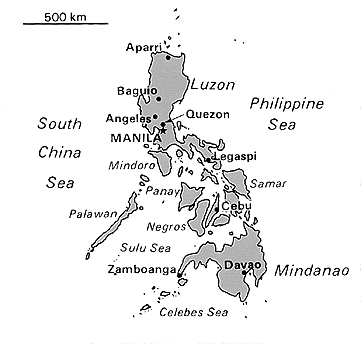 500 km
Aparri
Luzon
Baguio
Philippine
Sea
Angeles
Quezon
South
China
Sea
MANILA
Legaspi
Mindoro
Samar
Panay
Palawan
Cebu
Negros
Sulu Sea
Zamboanga
Davao
Mindanao
Celebes Sea